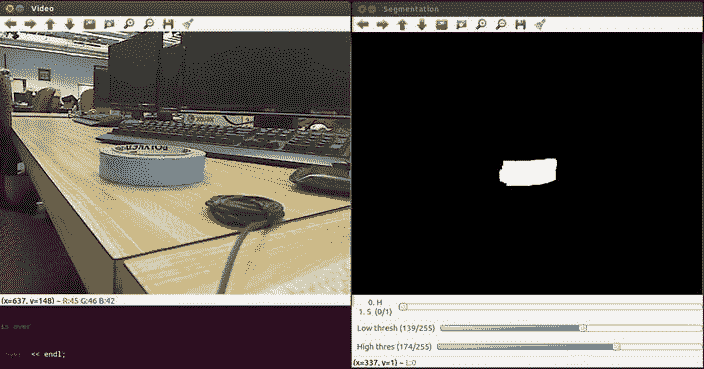 Video
Segmentation
(x=637, y=148) ~ R:45 G:46 B:42
0. H
1. S (0/1)
Low thresh (139/255)
High thres (174/255)
(x=337, y=1) ~ L:0
is over
<< endl;